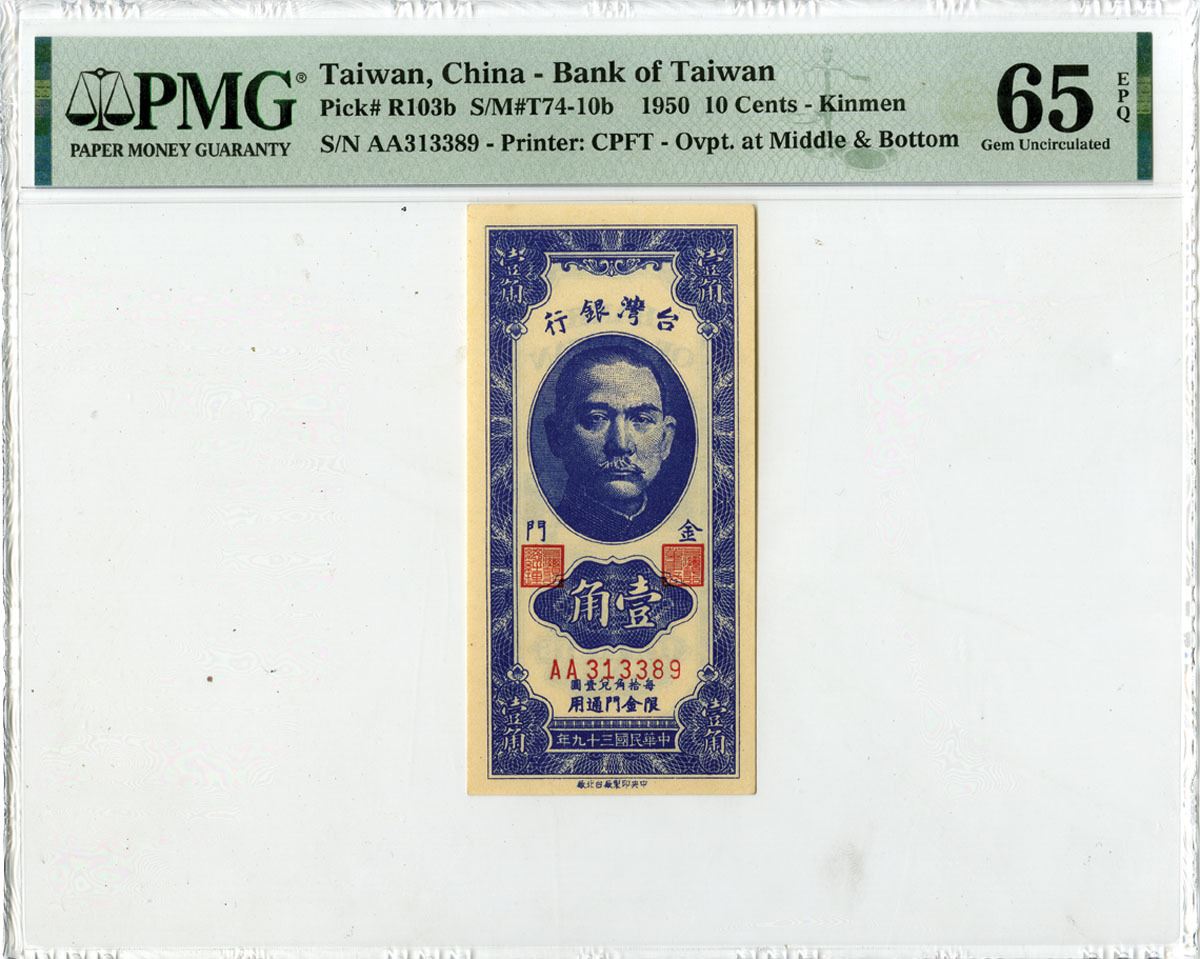 PMG®
PAPER MONEY GUARANTY
Taiwan, China - Bank of Taiwan
Pick# R103b S/M#T74-10b 1950 10 Cents - Kinmen
S/N AA313389 - Printer: CPFT - Ovpt. at Middle & Bottom
65
EPQ
Gem Uncirculated
壹角
壹角
台灣銀行
金門
壹角
AA313389
每拾角兌壹圓
限金門通用
壹角
壹角
中華民國三十九年
中央印製廠台北廠